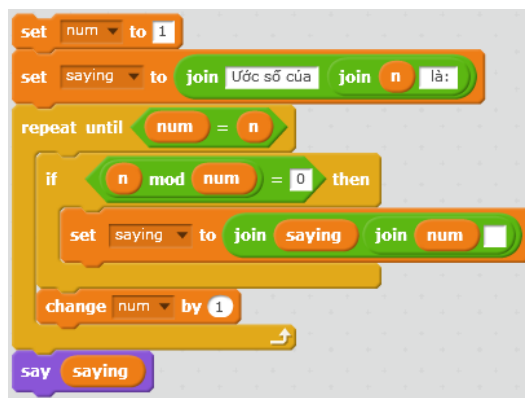 set num to 1
set saying to join Ước số của join n là:
repeat until num = n
if n mod num = 0 then
set saying to join saying join num
change num by 1
say saying